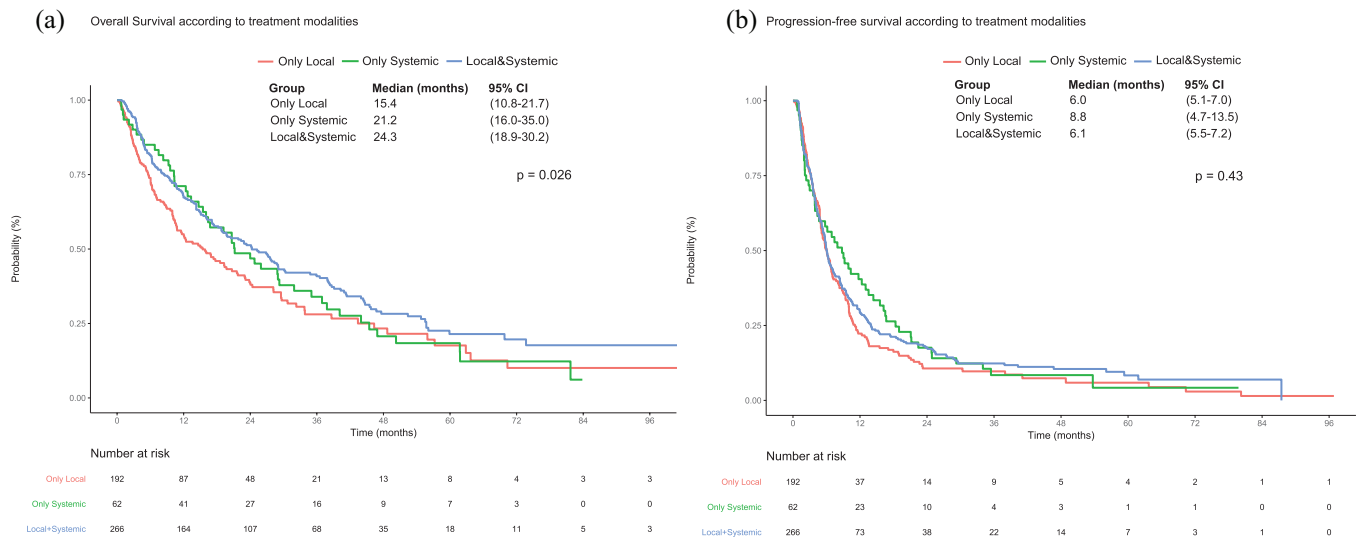 (a)
Overall Survival according to treatment modalities
Only Local Only Systemic Local&Systemic
Group Median (months) 95% CI
Only Local 15.4 (10.8-21.7)
Only Systemic 21.2 (16.0-35.0)
Local&Systemic 24.3 (18.9-30.2)
p = 0.026
Probability (%)
1.00
0.75
0.50
0.25
0.00
0 12 24 36 48 60 72 84 96
Time (months)
Number at risk
Only Local 192 87 48 21 13 8 4 3 3
Only Systemic 62 41 27 16 9 7 3 0 0
Local+Systemic 266 164 107 68 35 18 11 5 3
(b)
Progression-free survival according to treatment modalities
Only Local Only Systemic Local&Systemic
Group Median (months) 95% CI
Only Local 6.0 (5.1-7.0)
Only Systemic 8.8 (4.7-13.5)
Local&Systemic 6.1 (5.5-7.2)
p = 0.43
Probability (%)
1.00
0.75
0.50
0.25
0.00
0 12 24 36 48 60 72 84 96
Time (months)
Number at risk
Only Local 192 37 14 9 5 4 2 1 1
Only Systemic 62 23 10 4 3 1 1 0 0
Local+Systemic 266 73 38 22 14 7 3 1 0